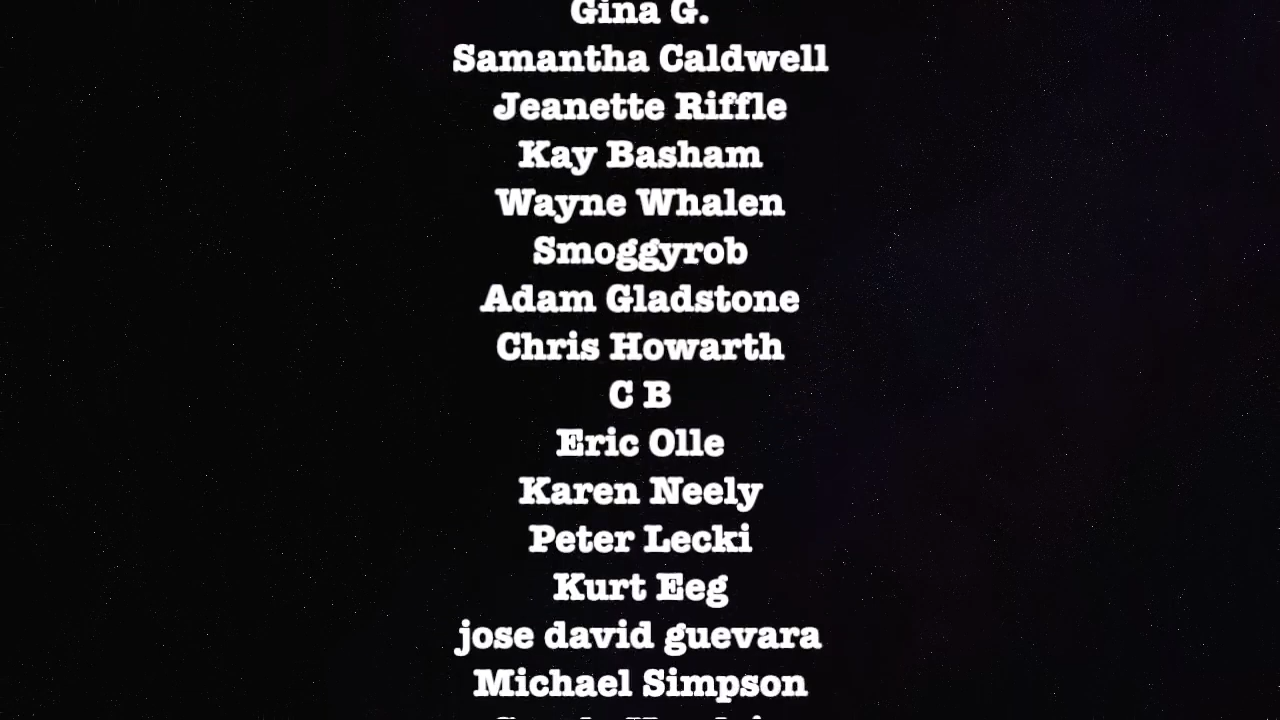 Gina G.
Samantha Caldwell
Jeanette Riffle
Kay Basham
Wayne Whalen
Smoggyrob
Adam Gladstone
Chris Howarth
C B
Eric Olle
Karen Neely
Peter Lecki
Kurt Eeg
jose david guevara
Michael Simpson